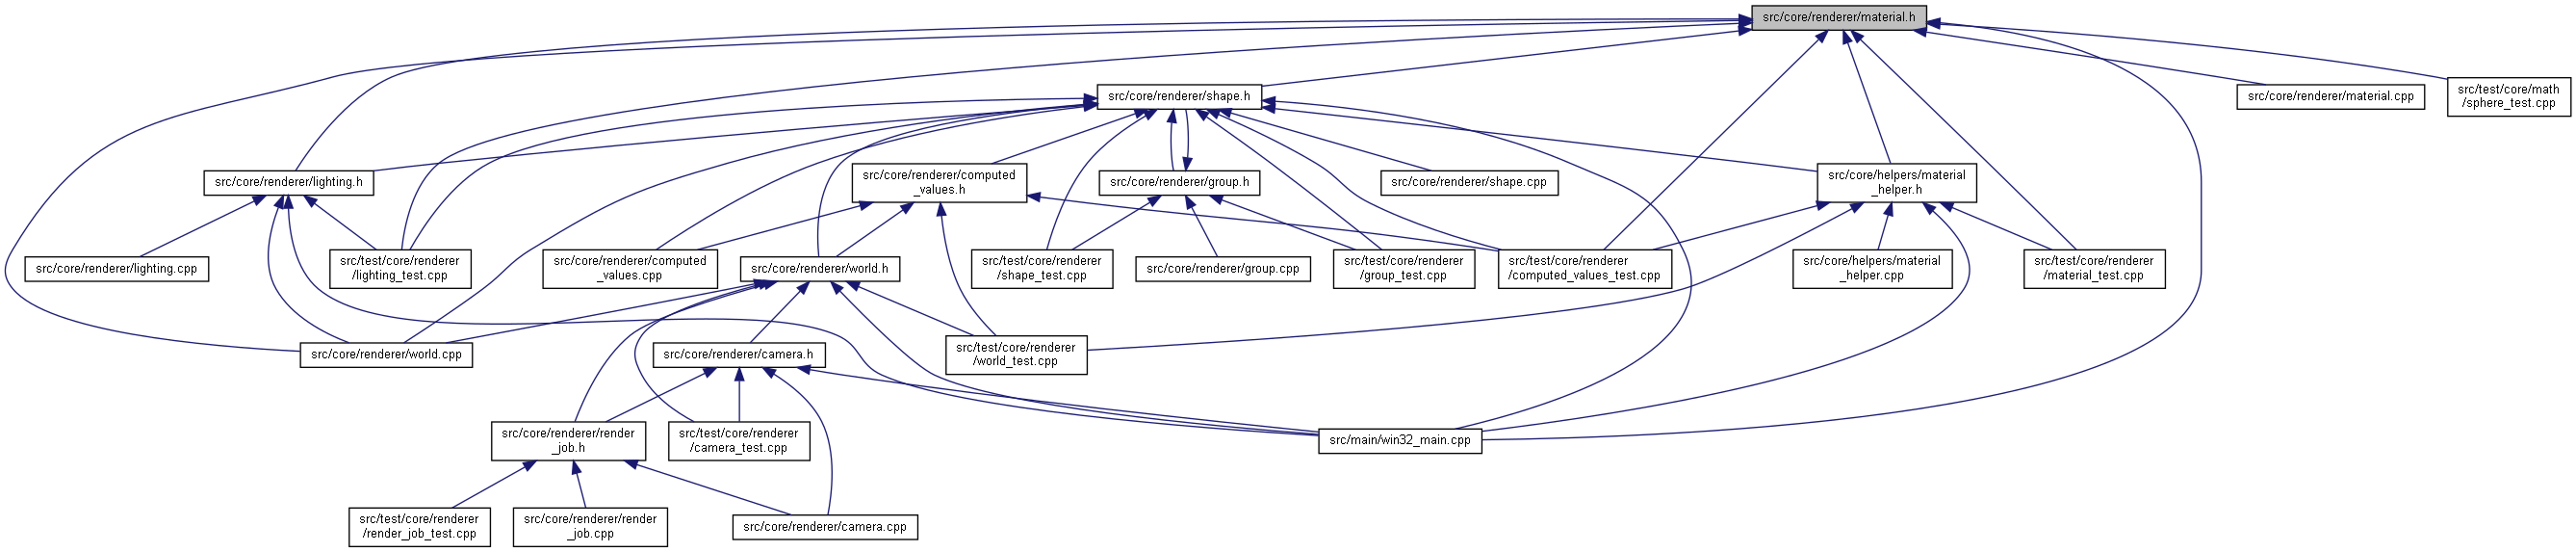 src/core/renderer/material.h
src/core/renderer/shape.h
src/core/renderer/material.cpp
src/test/core/math
/sphere_test.cpp
src/core/renderer/lighting.h
src/core/renderer/computed
_values.h
src/core/renderer/group.h
src/core/renderer/shape.cpp
src/core/helpers/material
_helper.h
src/core/renderer/lighting.cpp
src/test/core/renderer
/lighting_test.cpp
src/core/renderer/computed
_values.cpp
src/core/renderer/world.h
src/test/core/renderer
/shape_test.cpp
src/core/renderer/group.cpp
src/test/core/renderer
/group_test.cpp
src/test/core/renderer
/computed_values_test.cpp
src/core/helpers/material
_helper.cpp
src/test/core/renderer
/material_test.cpp
src/core/renderer/world.cpp
src/core/renderer/camera.h
src/test/core/renderer
/world_test.cpp
src/core/renderer/render
_job.h
src/test/core/renderer
/camera_test.cpp
src/main/win32_main.cpp
src/test/core/renderer
/render_job_test.cpp
src/core/renderer/render
_job.cpp
src/core/renderer/camera.cpp